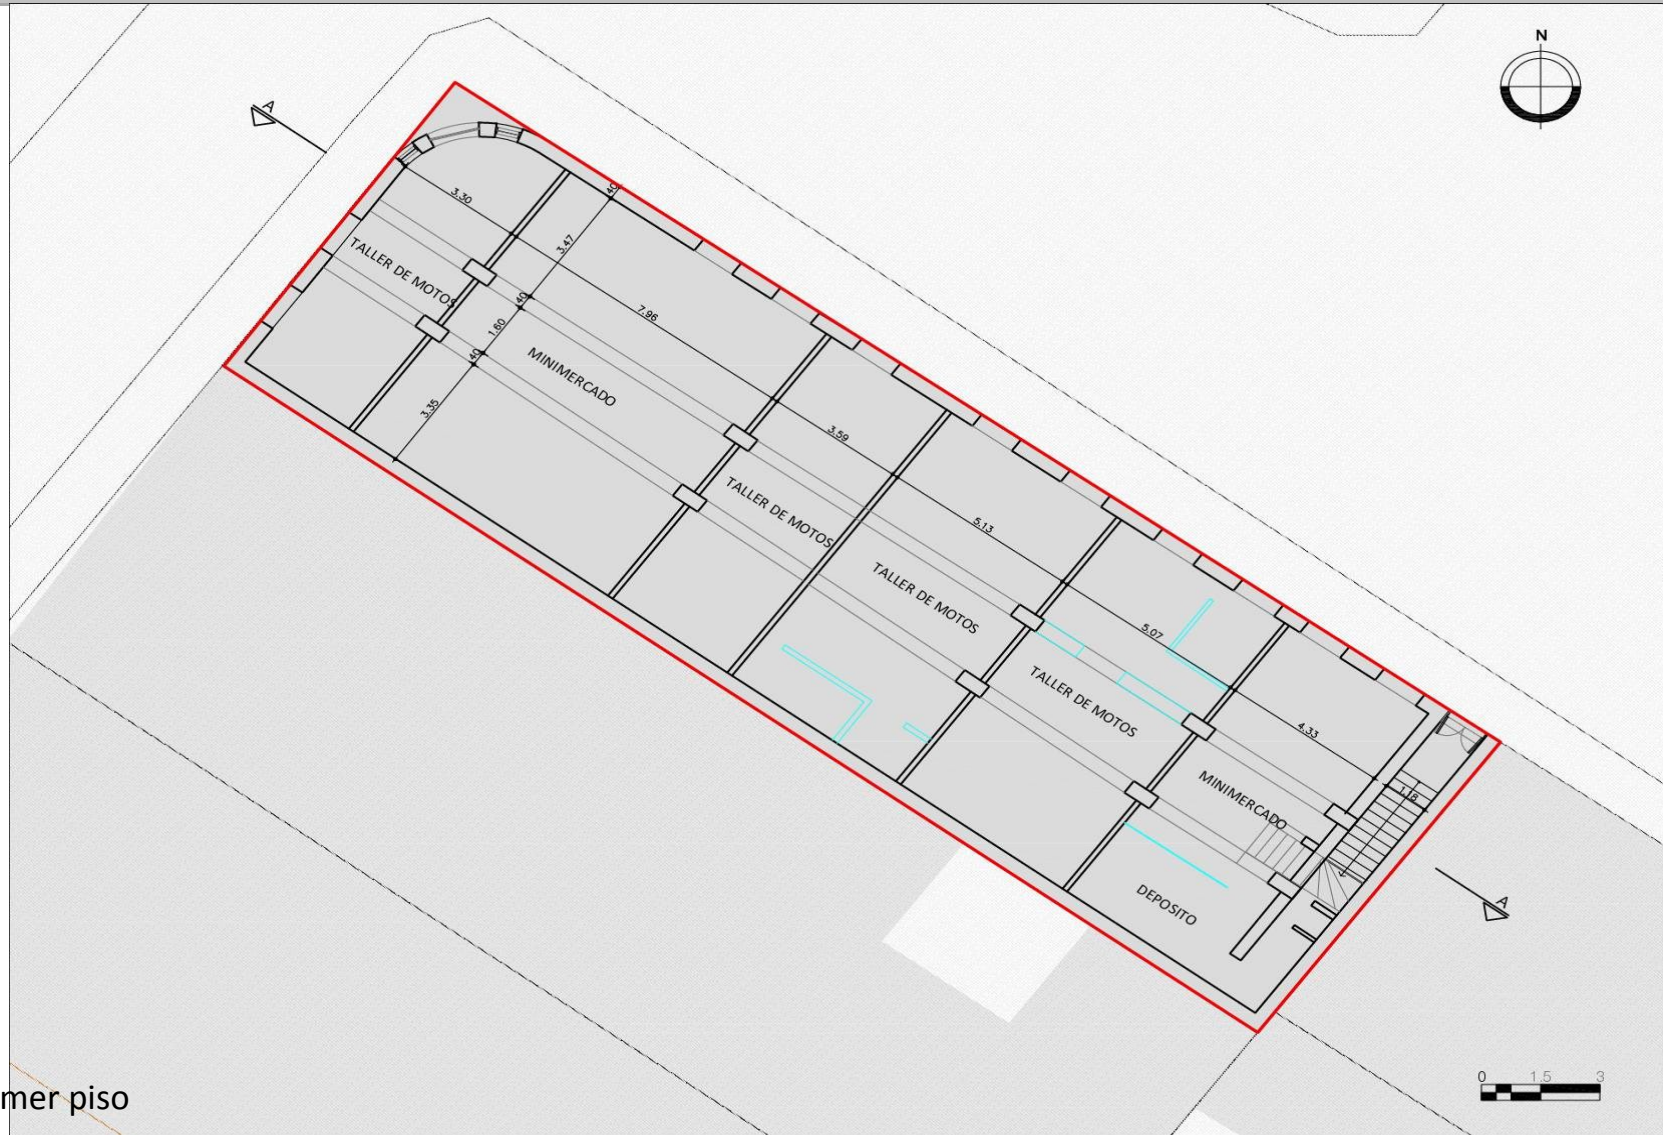 N
A
40
3.30
3.47
TALLER DE MOTOS
40
7.96
1.60
40
MINIMERCADO
3.35
3.59
TALLER DE MOTOS
5.13
TALLER DE MOTOS
5.07
TALLER DE MOTOS
4.33
MINIMERCADO
1.18
DEPOSITO
A
0 1.5 3
mer piso